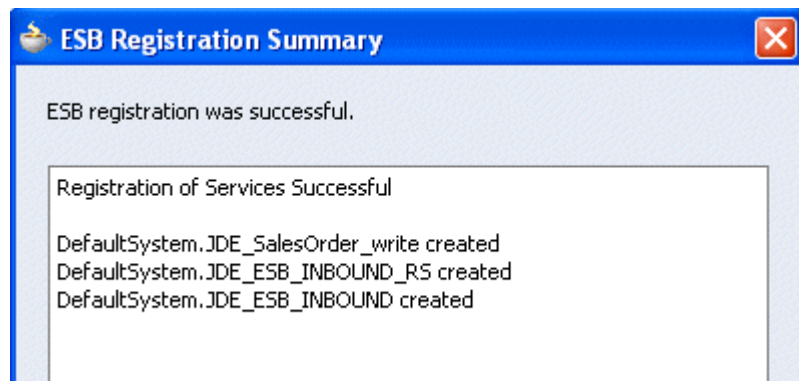 ESB Registration Summary
ESB registration was successful.
Registration of Services Successful
DefaultSystem.JDE_SalesOrder_write created
DefaultSystem.JDE_ESB_INBOUND_RS created
DefaultSystem.JDE_ESB_INBOUND created